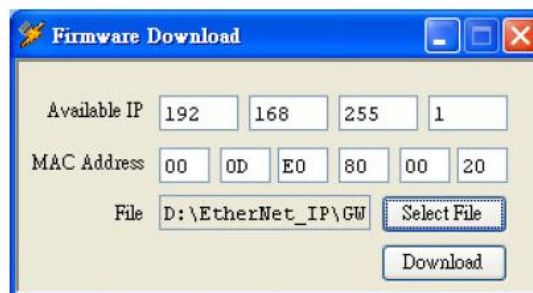 Firmware Download
Available IP 192 168 255 1
MAC Address 00 0D E0 80 00 20
File D:\EtherNet_IP\GW Select File
Download